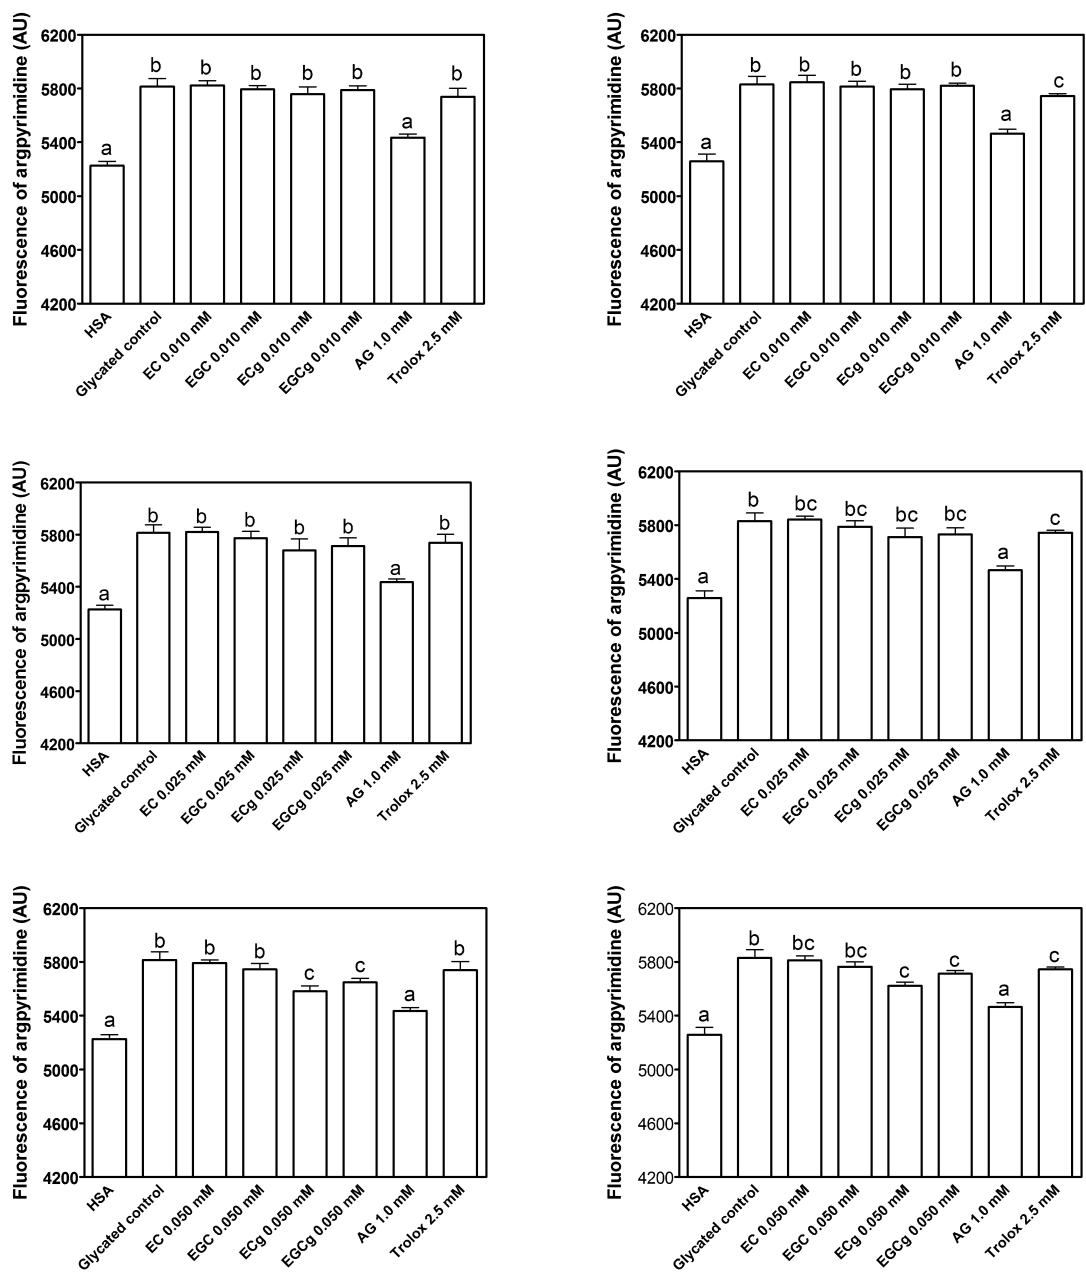 Fluorescence of argpyrimidine (AU)
6200
5800
5400
5000
4600
4200
a
b
b
b
b
b
a
b
HSA
Glycated control
EC 0.010 mM
EGC 0.010 mM
ECg 0.010 mM
EGCg 0.010 mM
AG 1.0 mM
Trolox 2.5 mM
Fluorescence of argpyrimidine (AU)
6200
5800
5400
5000
4600
4200
a
b
b
b
b
b
a
c
HSA
Glycated control
EC 0.010 mM
EGC 0.010 mM
ECg 0.010 mM
EGCg 0.010 mM
AG 1.0 mM
Trolox 2.5 mM
Fluorescence of argpyrimidine (AU)
6200
5800
5400
5000
4600
4200
a
b
b
b
b
b
a
b
HSA
Glycated control
EC 0.025 mM
EGC 0.025 mM
ECg 0.025 mM
EGCg 0.025 mM
AG 1.0 mM
Trolox 2.5 mM
Fluorescence of argpyrimidine (AU)
6200
5800
5400
5000
4600
4200
a
b
bc
bc
bc
bc
a
c
HSA
Glycated control
EC 0.025 mM
EGC 0.025 mM
ECg 0.025 mM
EGCg 0.025 mM
AG 1.0 mM
Trolox 2.5 mM
Fluorescence of argpyrimidine (AU)
6200
5800
5400
5000
4600
4200
a
b
b
b
c
c
a
b
HSA
Glycated control
EC 0.050 mM
EGC 0.050 mM
ECg 0.050 mM
EGCg 0.050 mM
AG 1.0 mM
Trolox 2.5 mM
Fluorescence of argpyrimidine (AU)
6200
5800
5400
5000
4600
4200
a
b
bc
bc
c
c
a
c
HSA
Glycated control
EC 0.050 mM
EGC 0.050 mM
ECg 0.050 mM
EGCg 0.050 mM
AG 1.0 mM
Trolox 2.5 mM